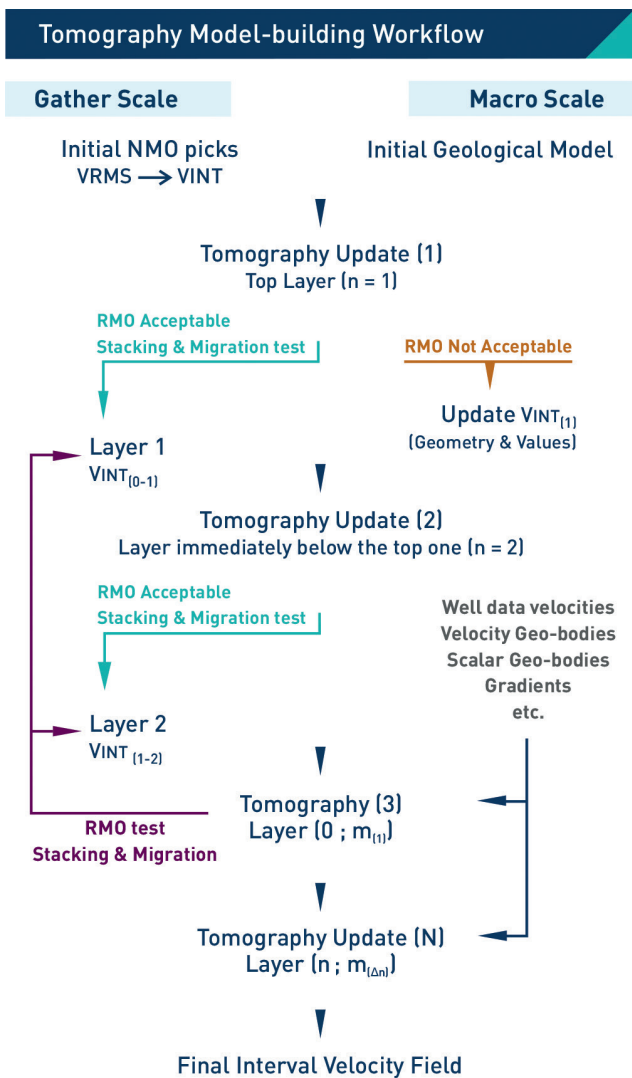 Tomography Model-building Workflow
Gather Scale
Macro Scale
Initial NMO picks
VRMS → VINT
Initial Geological Model
Tomography Update (1)
Top Layer (n = 1)
RMO Acceptable
Stacking & Migration test
RMO Not Acceptable
Update VINT(1)
(Geometry & Values)
Layer 1
VINT(0-1)
Tomography Update (2)
Layer immediately below the top one (n = 2)
RMO Acceptable
Stacking & Migration test
Well data velocities
Velocity Geo-bodies
Scalar Geo-bodies
Gradients
etc.
Layer 2
VINT (1-2)
Tomography (3)
Layer (0 ; m(1))
RMO test
Stacking & Migration
Tomography Update (N)
Layer (n ; m(Δn))
Final Interval Velocity Field